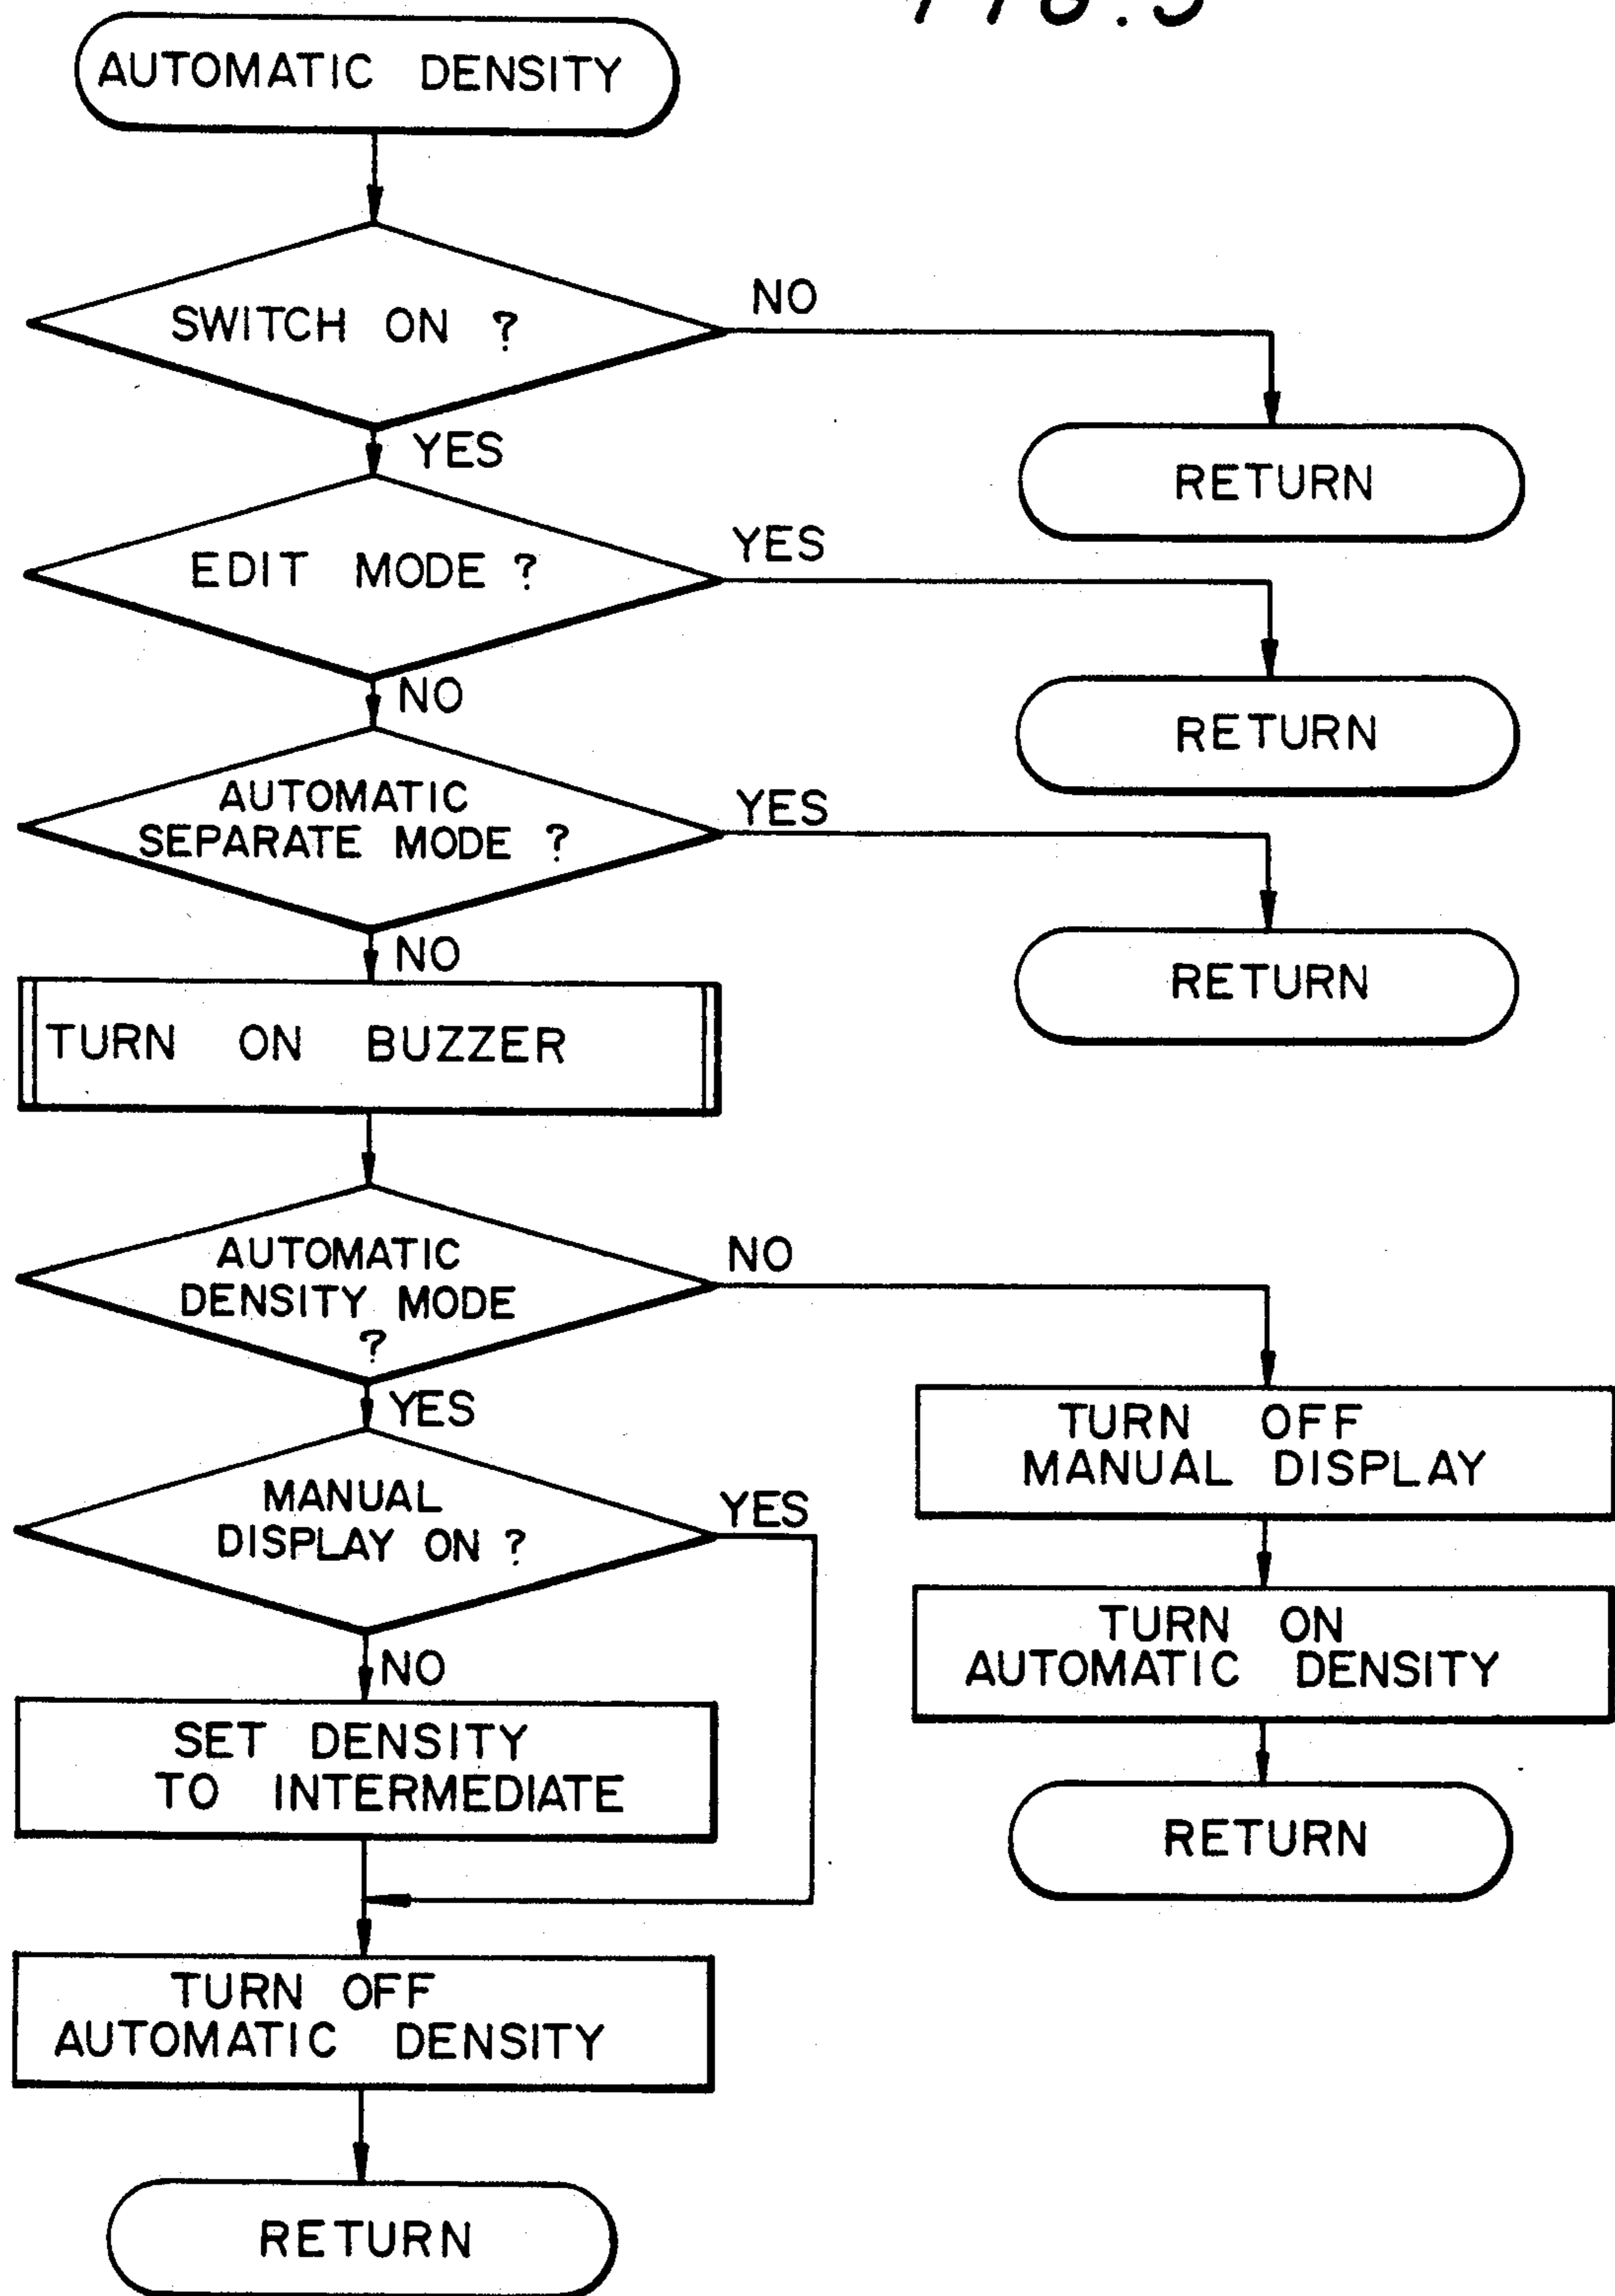 AUTOMATIC DENSITY
SWITCH ON ?
NO
RETURN
YES
EDIT MODE ?
YES
RETURN
NO
AUTOMATIC
SEPARATE MODE ?
YES
RETURN
NO
TURN ON BUZZER
AUTOMATIC
DENSITY MODE
?
NO
TURN OFF
MANUAL DISPLAY
TURN ON
AUTOMATIC DENSITY
RETURN
YES
MANUAL
DISPLAY ON ?
YES
NO
SET DENSITY
TO INTERMEDIATE
TURN OFF
AUTOMATIC DENSITY
RETURN